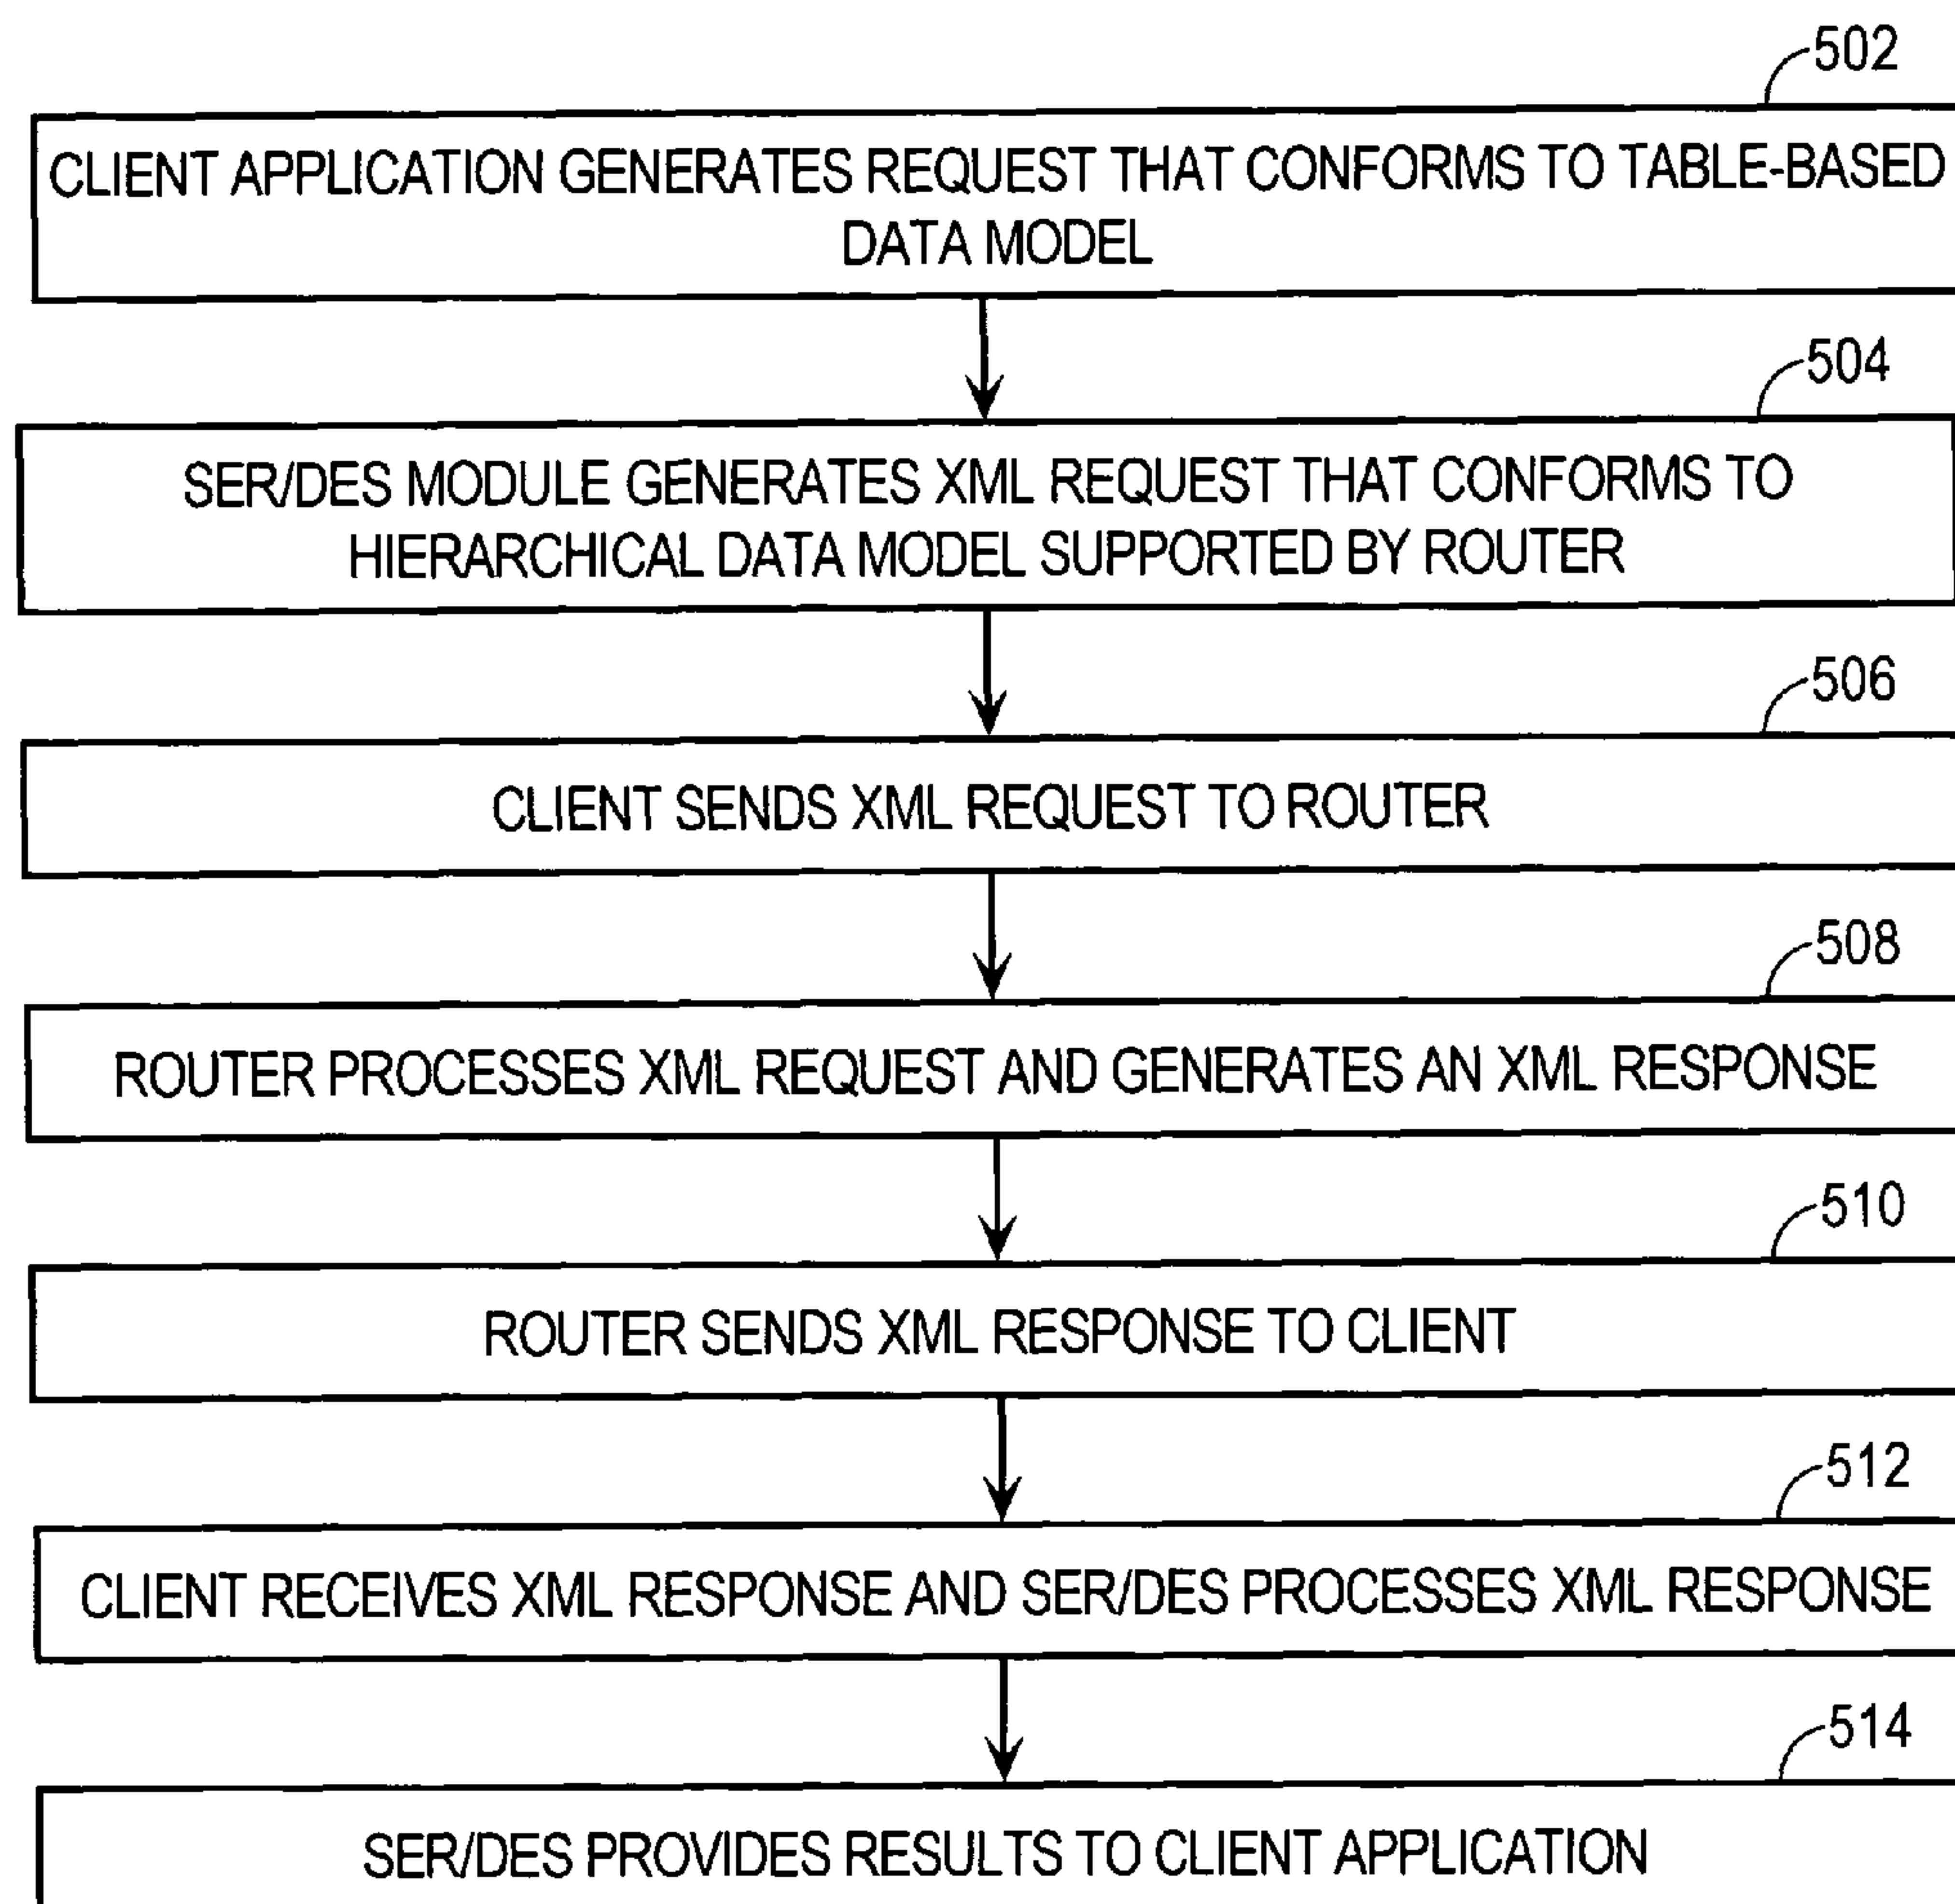 502
CLIENT APPLICATION GENERATES REQUEST THAT CONFORMS TO TABLE-BASED
DATA MODEL
504
SER/DES MODULE GENERATES XML REQUEST THAT CONFORMS TO
HIERARCHICAL DATA MODEL SUPPORTED BY ROUTER
506
CLIENT SENDS XML REQUEST TO ROUTER
508
ROUTER PROCESSES XML REQUEST AND GENERATES AN XML RESPONSE
510
ROUTER SENDS XML RESPONSE TO CLIENT
512
CLIENT RECEIVES XML RESPONSE AND SER/DES PROCESSES XML RESPONSE
514
SER/DES PROVIDES RESULTS TO CLIENT APPLICATION